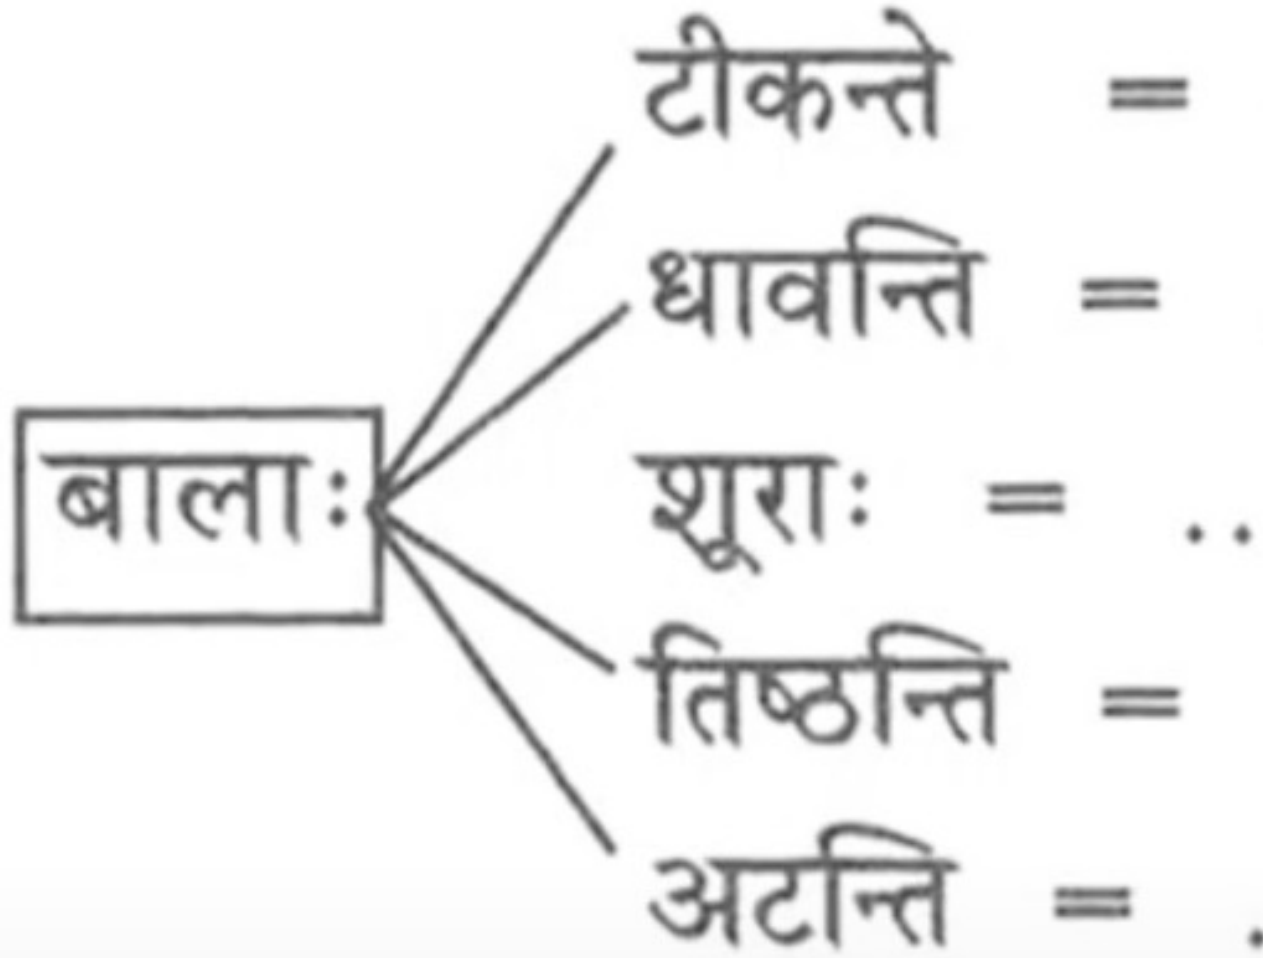 टीकन्ते =
धावन्ति =
बालाः शूराः = ..
तिष्ठन्ति =
अटन्ति = .